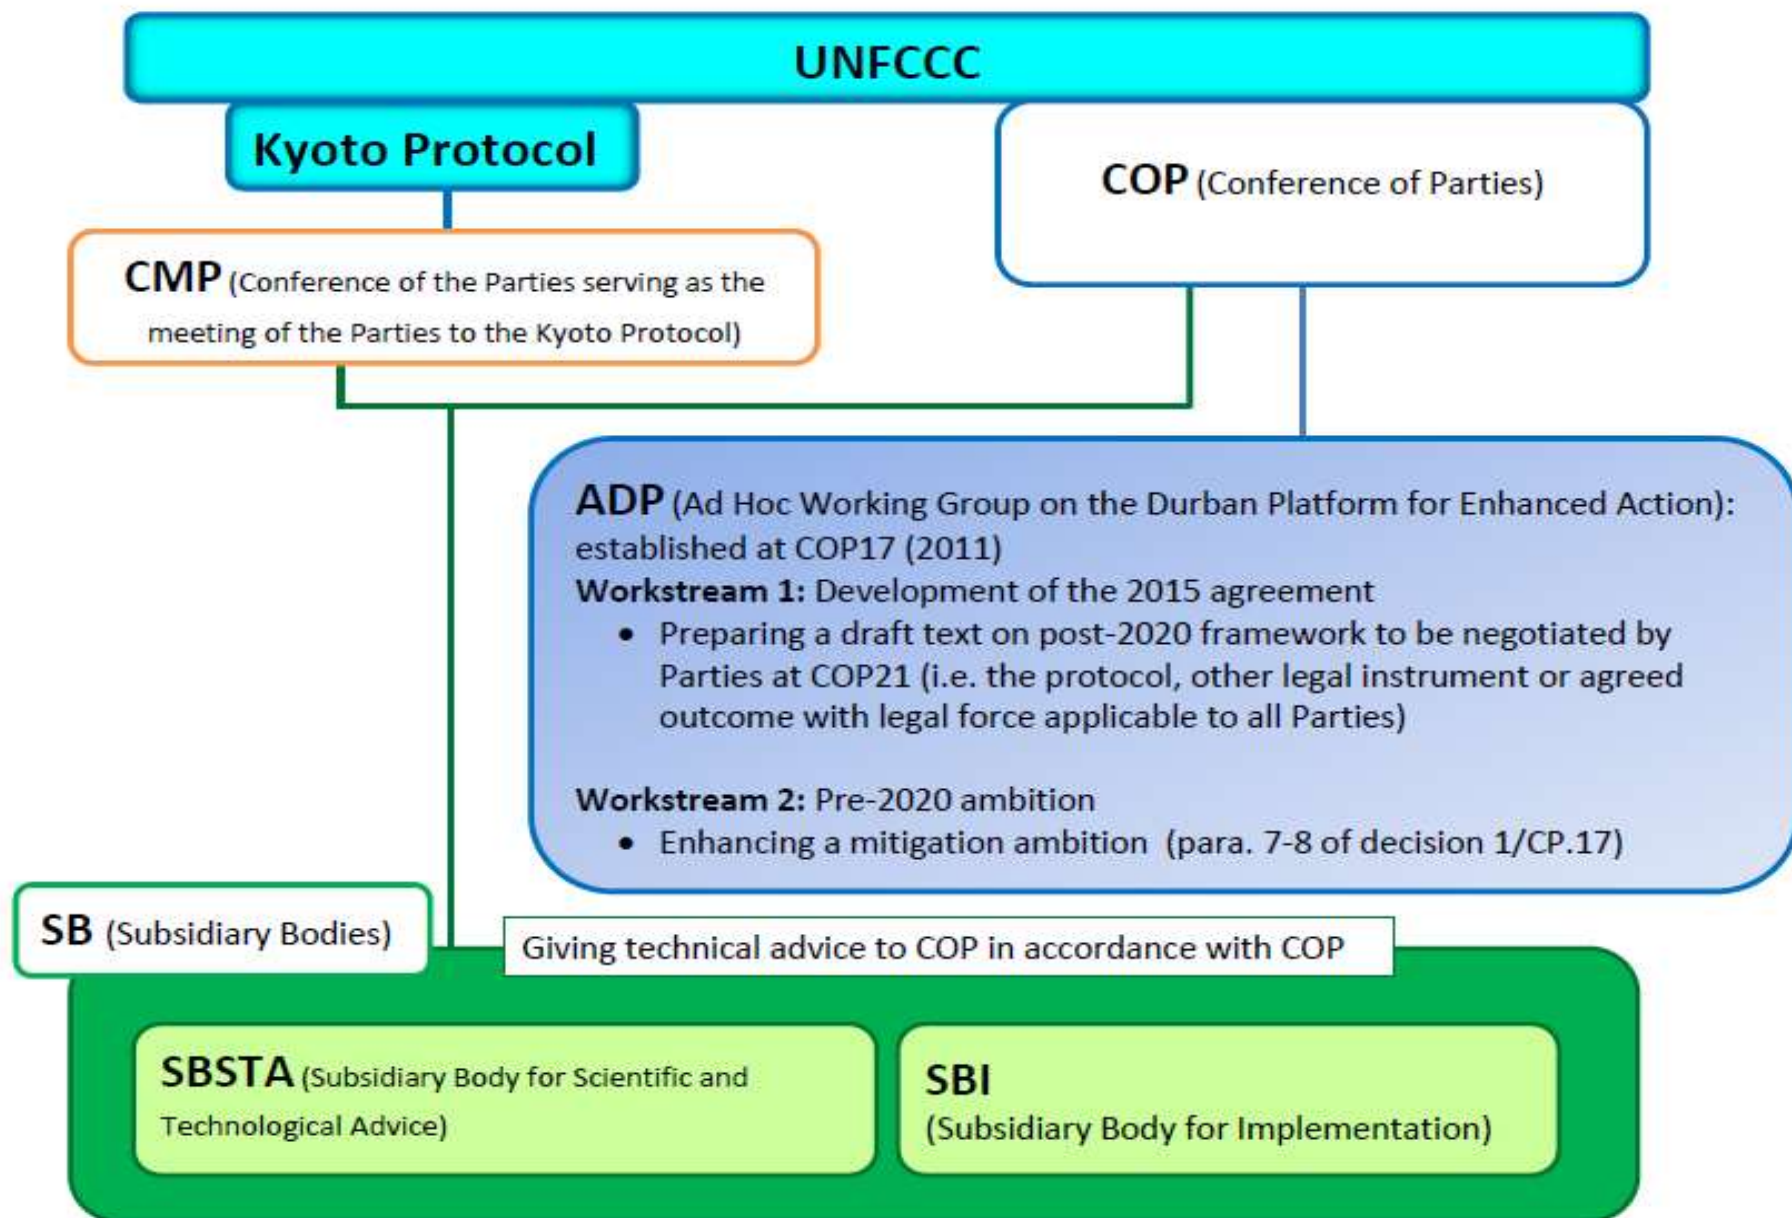 UNFCCC
Kyoto Protocol
COP (Conference of Parties)
CMP (Conference of the Parties serving as the
meeting of the Parties to the Kyoto Protocol)
ADP (Ad Hoc Working Group on the Durban Platform for Enhanced Action):
established at COP17 (2011)
Workstream 1: Development of the 2015 agreement
• Preparing a draft text on post-2020 framework to be negotiated by
Parties at COP21 (i.e. the protocol, other legal instrument or agreed
outcome with legal force applicable to all Parties)
Workstream 2: Pre-2020 ambition
• Enhancing a mitigation ambition (para. 7-8 of decision 1/CP.17)
SB (Subsidiary Bodies)
Giving technical advice to COP in accordance with COP
SBSTA (Subsidiary Body for Scientific and
Technological Advice)
SBI
(Subsidiary Body for Implementation)